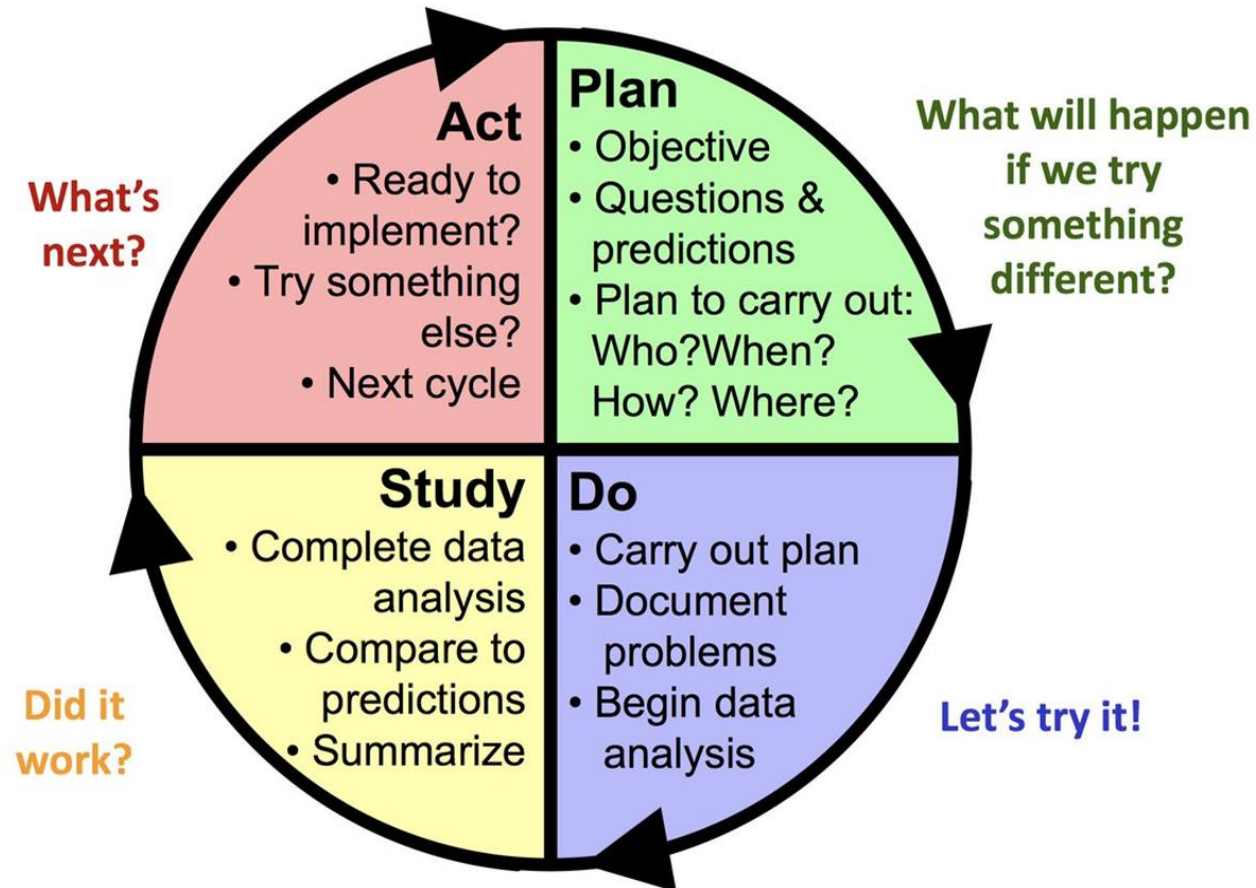 Plan
• Objective
• Questions &
predictions
• Plan to carry out:
Who?When?
How? Where?
What will happen
if we try
something
different?
Do
• Carry out plan
• Document
problems
• Begin data
analysis
Let's try it!
Study
• Complete data
analysis
• Compare to
predictions
• Summarize
Did it
work?
Act
• Ready to
implement?
• Try something
else?
• Next cycle
What's
next?